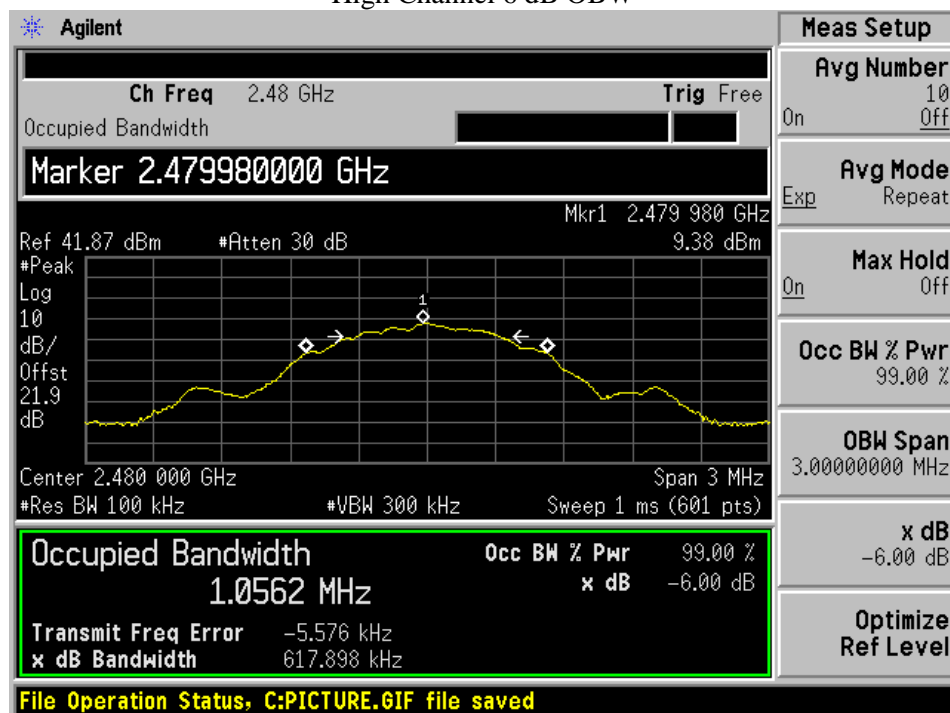 High Channel 6 dB OBW
Agilent
Ch Freq 2.48 GHz Trig Free
Occupied Bandwidth
Marker 2.479980000 GHz
Mkr1 2.479 980 GHz
Ref 41.87 dBm #Atten 30 dB 9.38 dBm
#Peak
Log
10
dB/
Offst
21.9
dB
1
Center 2.480 000 GHz Span 3 MHz
#Res BW 100 kHz #VBW 300 kHz Sweep 1 ms (601 pts)
Occupied Bandwidth Occ BW % Pwr 99.00 %
1.0562 MHz x dB -6.00 dB
Transmit Freq Error -5.576 kHz
x dB Bandwidth 617.898 kHz
File Operation Status, C:PICTURE.GIF file saved
Meas Setup
Avg Number
10
On Off
Avg Mode
Exp Repeat
Max Hold
On Off
Occ BW % Pwr
99.00 %
OBW Span
3.00000000 MHz
x dB
-6.00 dB
Optimize
Ref Level